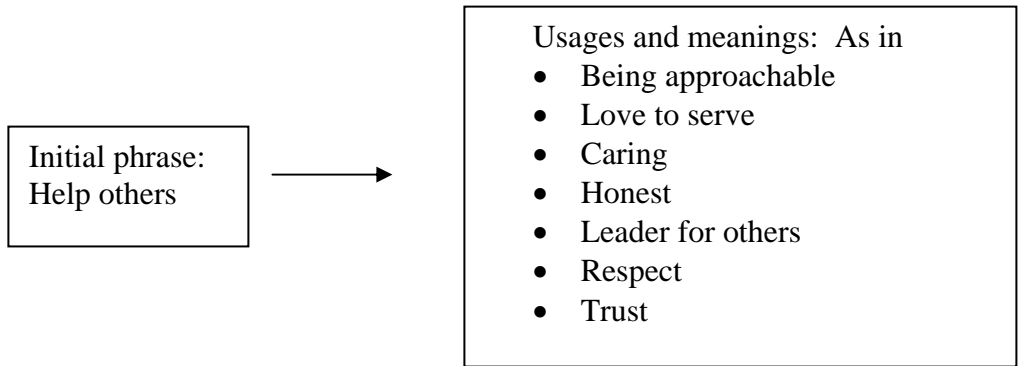 Initial phrase:
Help others
Usages and meanings:  As in
• Being approachable
• Love to serve
• Caring
• Honest
• Leader for others
• Respect
• Trust